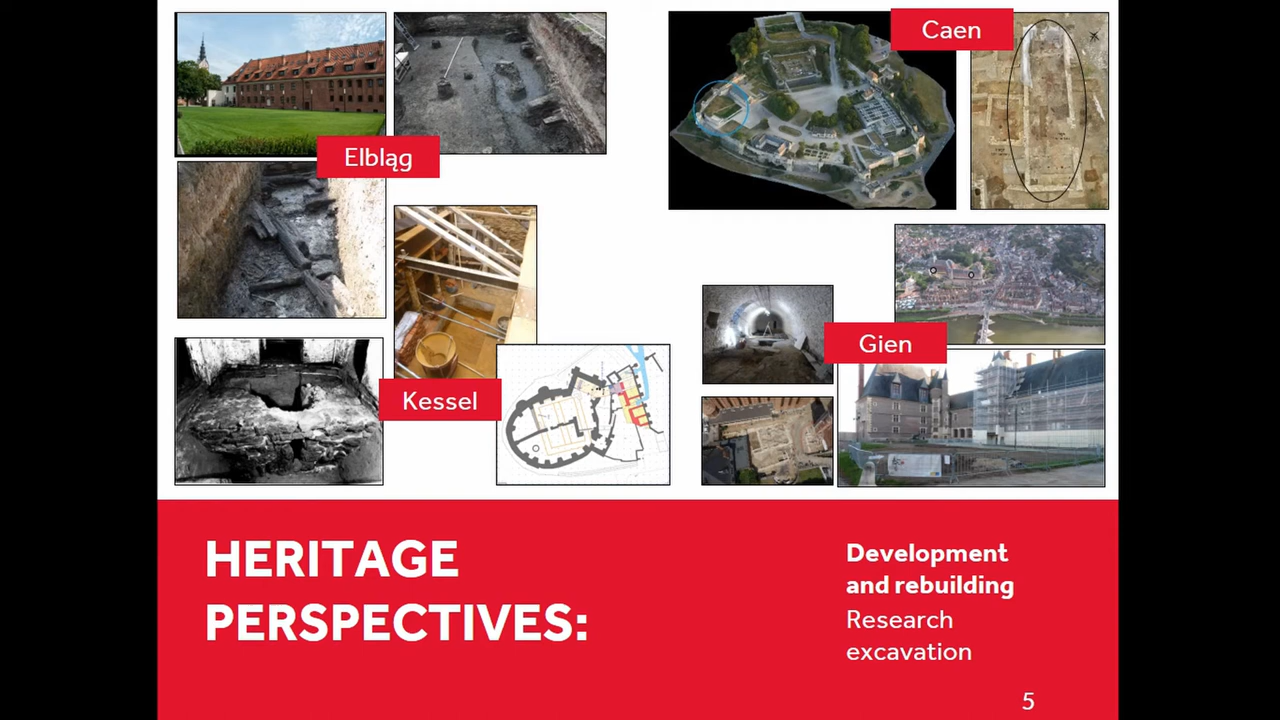 Caen
Elbląg
Gien
Kessel
HERITAGE
PERSPECTIVES:
Development
and rebuilding
Research
excavation
5